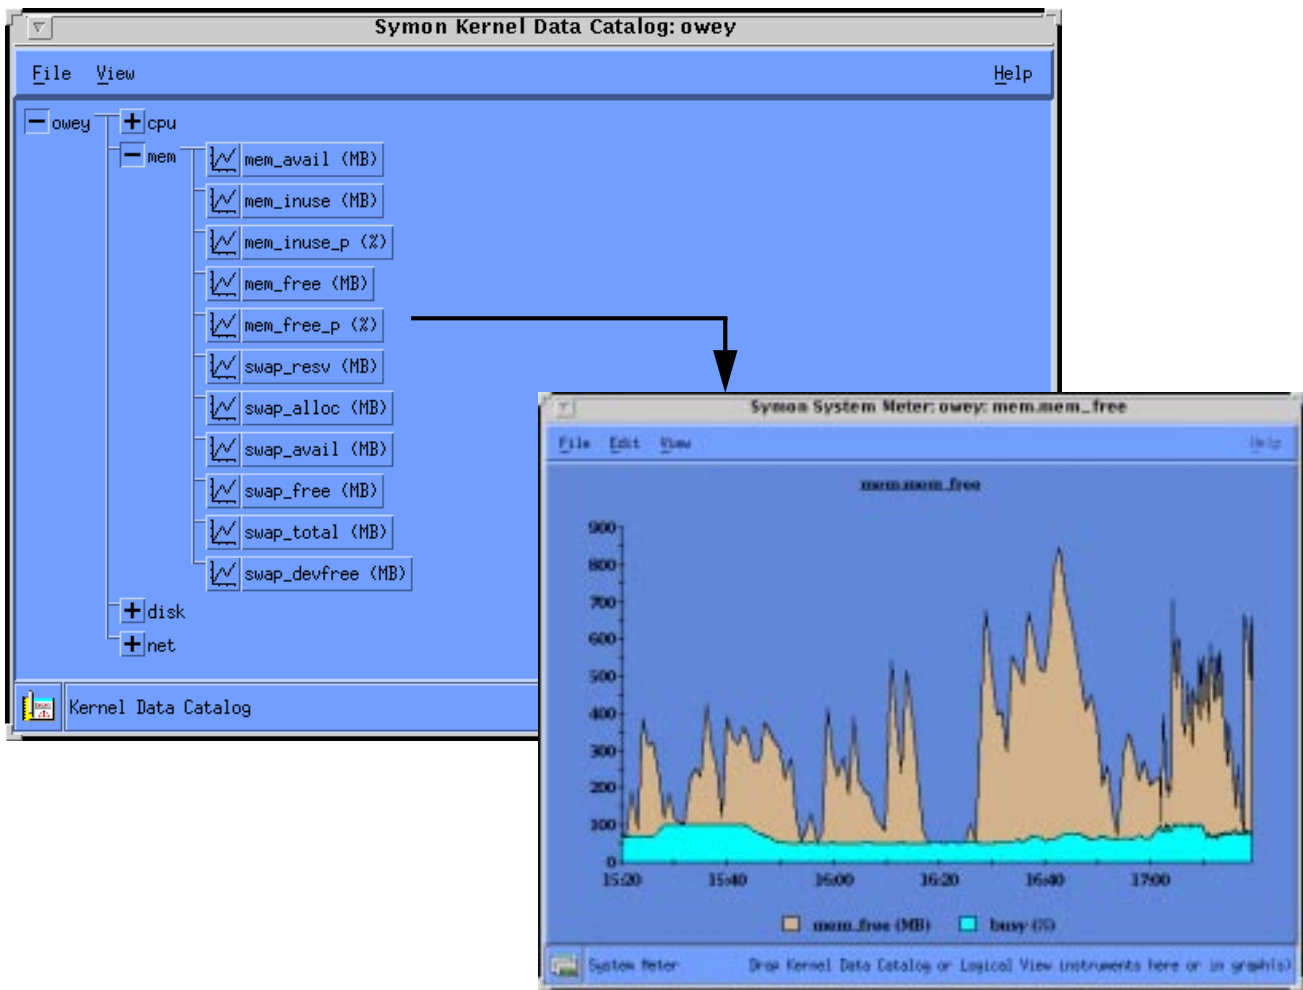 Symon Kernel Data Catalog: owey
File View Help
owey
cpu
mem
mem_avail (MB)
mem_inuse (MB)
mem_inuse_p (%)
mem_free (MB)
mem_free_p (%)
swap_resv (MB)
swap_alloc (MB)
swap_avail (MB)
swap_free (MB)
swap_total (MB)
swap_devfree (MB)
disk
net
Kernel Data Catalog
Symon System Meter: owey: mem.mem_free
File Edit View Help
mem.mem_free
900
800
700
600
500
400
300
200
100
0
15:20 15:40 16:00 16:20 16:40 17:00
mem_free (MB) busy (%)
System Meter Drop Kernel Data Catalog or Logical View instruments here or in graph(s)